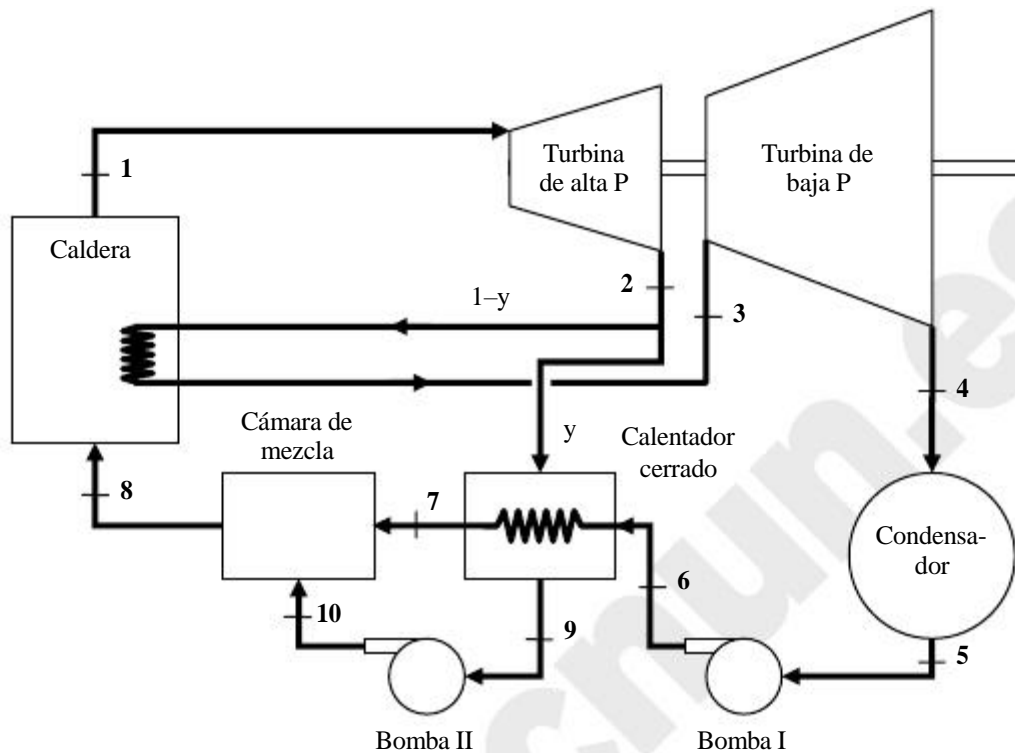 1
Turbina
de alta P
Turbina de
baja P
Caldera
2
1–y
3
4
Cámara de
mezcla
y
Calentador
cerrado
8
7
Condensa-
dor
6
10
9
5
Bomba II
Bomba I